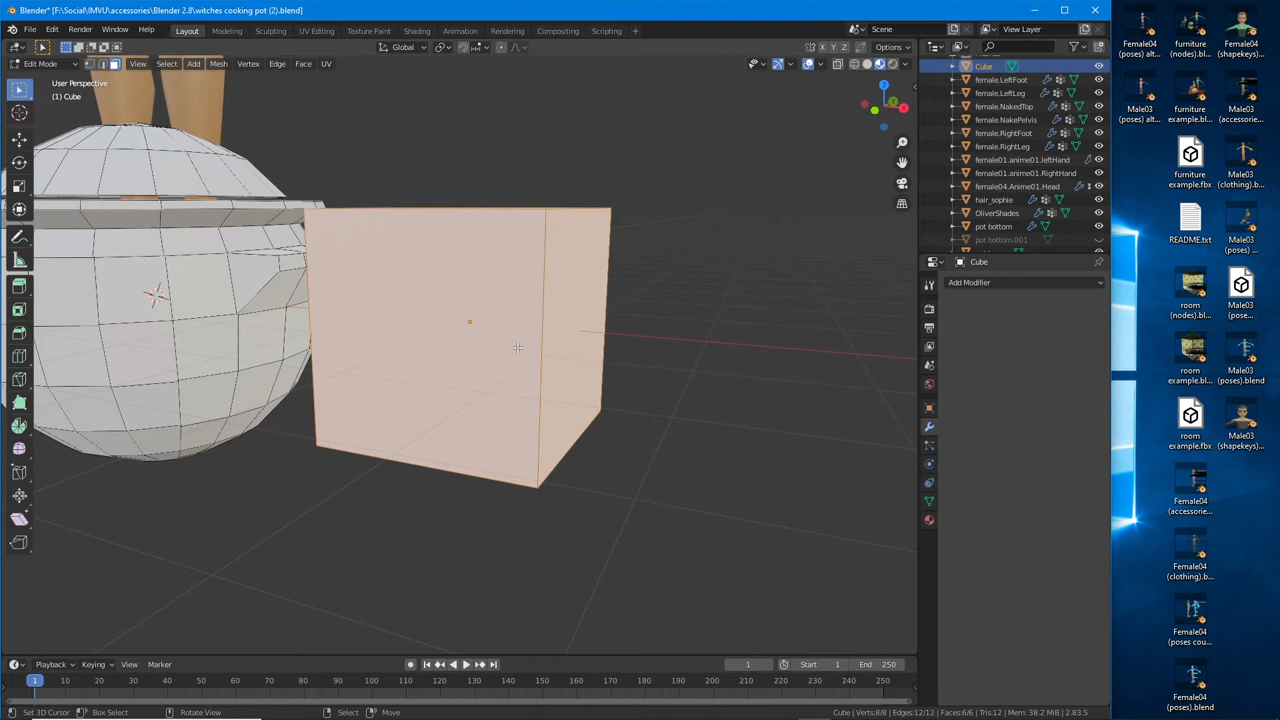 Blender* [F:\Social\IMVU\accessories\Blender 2.8\witches cooking pot (2).blend]
File Edit Render Window Help Layout Modeling Sculpting UV Editing Texture Paint Shading Animation Rendering Compositing Scripting + Scene View Layer
Global X Y Z Options
Edit Mode View Select Add Mesh Vertex Edge Face UV
User Perspective
(1) Cube
Z
X
Cube
female.LeftFoot
female.LeftLeg
female.NakedTop
female.NakePelvis
female.RightFoot
female.RightLeg
female01.anime01.leftHand
female01.anime01.RightHand
female04.Anime01.Head
hair_sophie
OliverShades
pot bottom
pot bottom.001
Cube
Add Modifier
Playback Keying View Marker
1 Start 1 End 250
1 10 20 30 40 50 60 70 80 90 100 110 120 130 140 150 160 170 180 190 200 210 220 230 240 250
Set 3D Cursor Box Select Rotate View Select Move
Cube | Verts:8/8 | Edges:12/12 | Faces:6/6 | Tris:12 | Mem: 38.2 MiB | 2.83.5
Female04
(poses) alt...
furniture
(nodes).bl...
Female04
(shapekeys)...
Male03
(poses) alt...
furniture
example.bl...
Male03
(accessorie...
furniture
example.fbx
Male03
(clothing).b...
README.txt
Male03
(poses) ...
room
(nodes).bl...
Male03
(pose...
room
example.bl...
Male03
(poses).blend
room
example.fbx
Male03
(shapekeys)...
Female04
(accessorie...
Female04
(clothing).b...
Female04
(poses cou...
Female04
(poses).blend